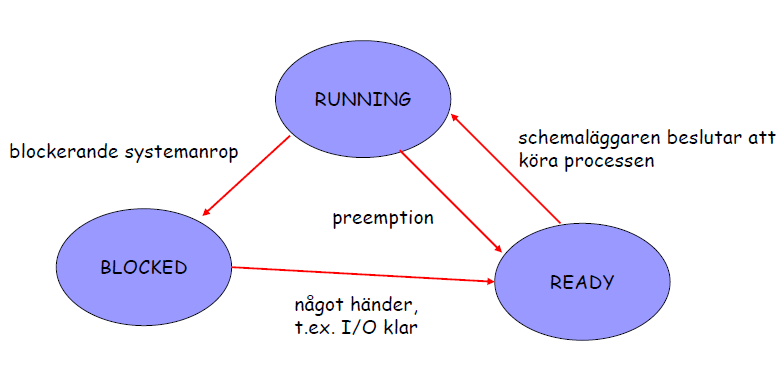 RUNNING
schemaläggaren beslutar att
köra processen
blockerande systemanrop
preemption
BLOCKED
READY
något händer,
t.ex. I/O klar